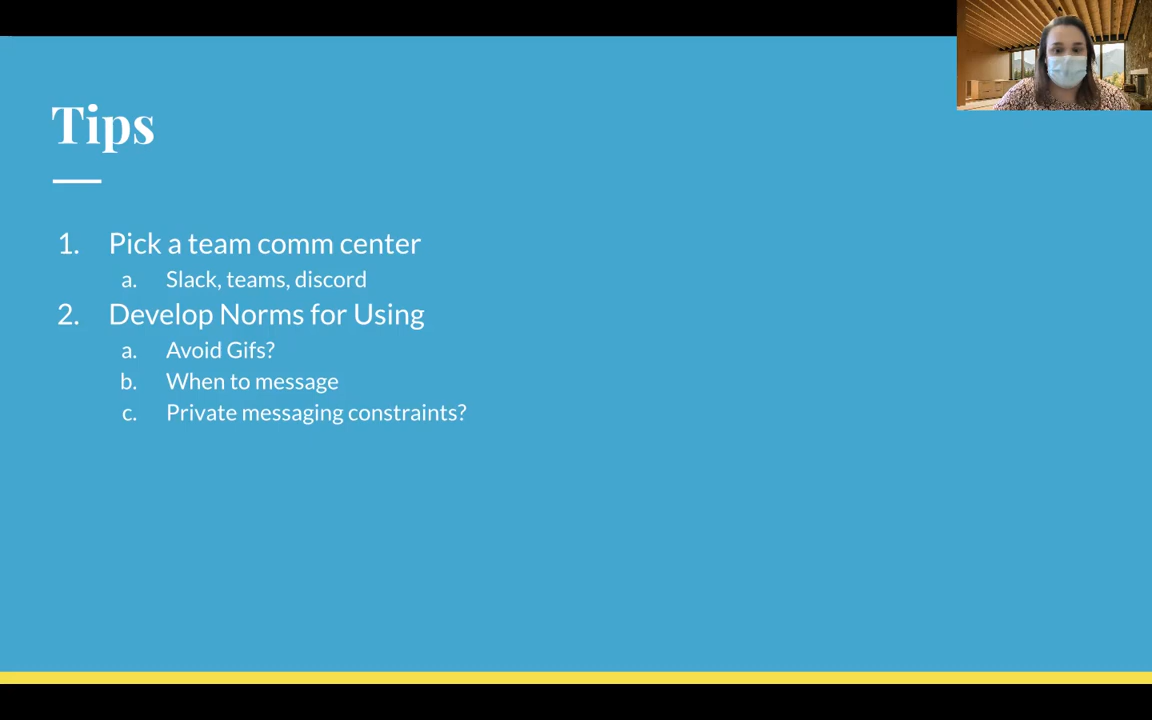 Tips
1. Pick a team comm center
a. Slack, teams, discord
2. Develop Norms for Using
a. Avoid Gifs?
b. When to message
c. Private messaging constraints?